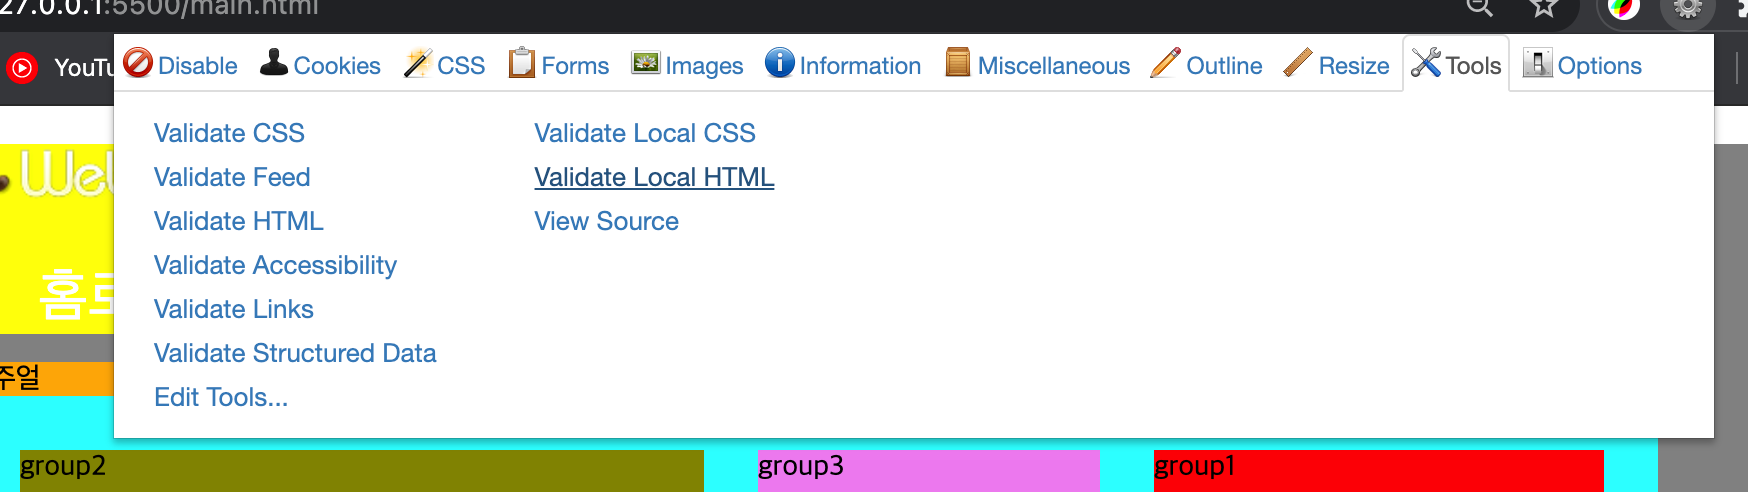 27.0.0.1:5500/main.html
YouTu
Disable Cookies CSS Forms Images Information Miscellaneous Outline Resize Tools Options
Validate CSS
Validate Feed
Validate HTML
Validate Accessibility
Validate Links
Validate Structured Data
Edit Tools...
Validate Local CSS
Validate Local HTML
View Source
Wel
홈
주얼
group2 group3 group1